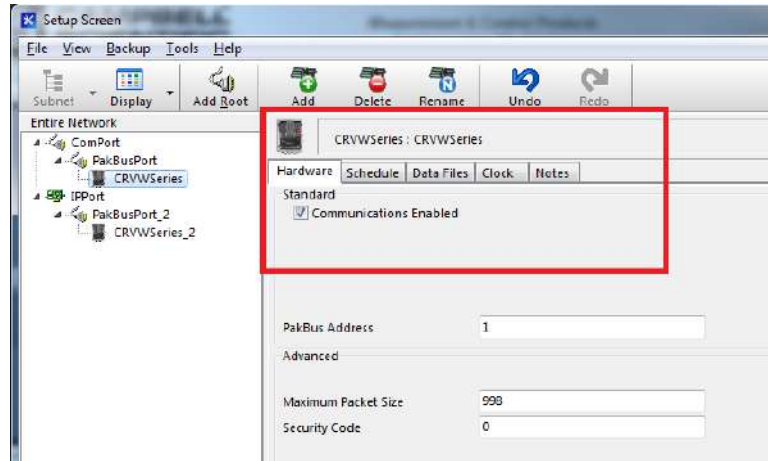 Setup Screen
File View Backup Tools Help
Subnet Display Add Root Add Delete Rename Undo Redo
Entire Network
ComPort
PakBusPort
CRVWSeries
IPPort
PakBusPort_2
CRVWSeries_2
CRVWSeries : CRVWSeries
Hardware Schedule Data Files Clock Notes
Standard
Communications Enabled
PakBus Address 1
Advanced
Maximum Packet Size 998
Security Code 0